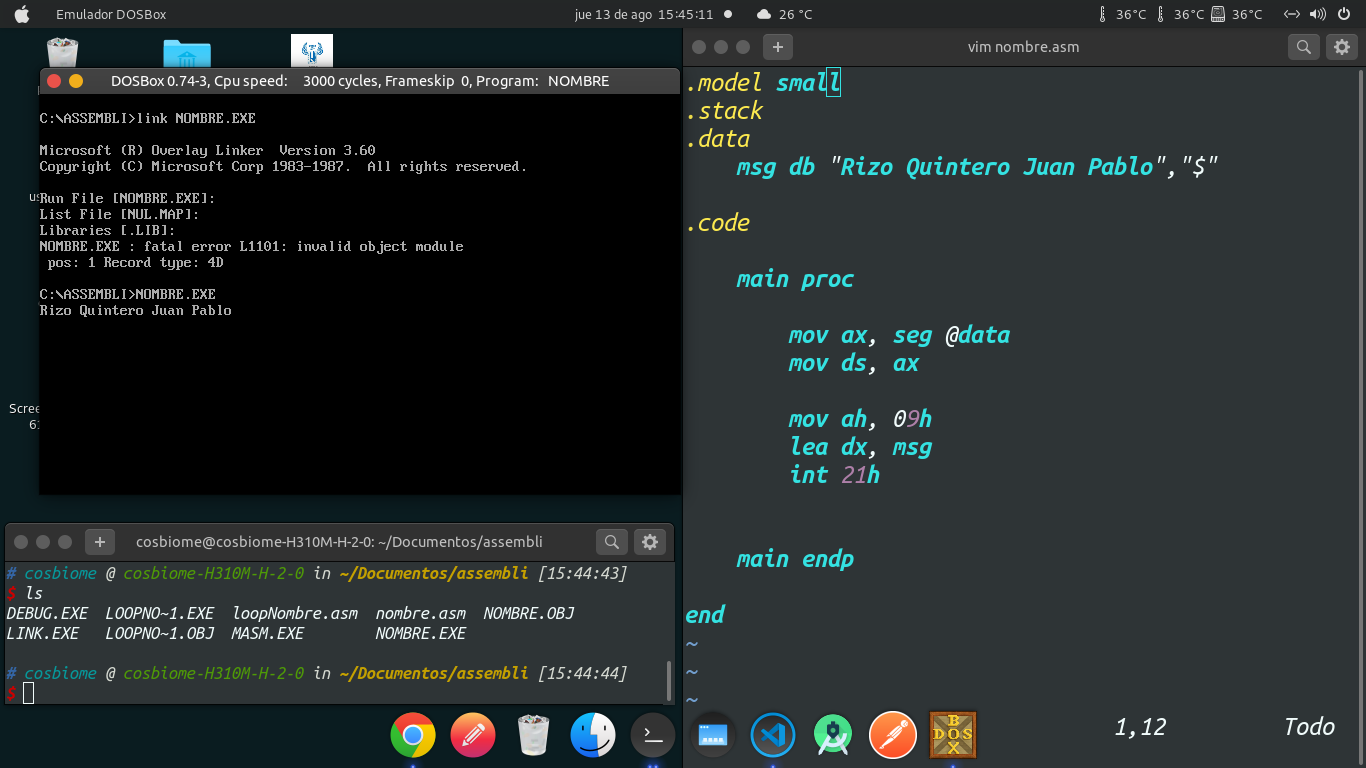 Emulador DOSBox
jue 13 de ago 15:45:11
26 °C
36°C
36°C
36°C
DOSBox 0.74-3, Cpu speed: 3000 cycles, Frameskip 0, Program: NOMBRE
C:\ASSEMBLI>link NOMBRE.EXE
Microsoft (R) Overlay Linker Version 3.60
Copyright (C) Microsoft Corp 1983-1987. All rights reserved.
Run File [NOMBRE.EXE]:
List File [NUL.MAP]:
Libraries [.LIB]:
NOMBRE.EXE : fatal error L1101: invalid object module
pos: 1 Record type: 4D
C:\ASSEMBLI>NOMBRE.EXE
Rizo Quintero Juan Pablo
us
Scree
61
cosbiome@cosbiome-H310M-H-2-0: ~/Documentos/assembli
# cosbiome @ cosbiome-H310M-H-2-0 in ~/Documentos/assembli [15:44:43]
$ ls
DEBUG.EXE LOOPNO~1.EXE loopNombre.asm nombre.asm NOMBRE.OBJ
LINK.EXE LOOPNO~1.OBJ MASM.EXE NOMBRE.EXE
# cosbiome @ cosbiome-H310M-H-2-0 in ~/Documentos/assembli [15:44:44]
$
vim nombre.asm
.model small
.stack
.data
msg db "Rizo Quintero Juan Pablo","$"
.code
main proc
mov ax, seg @data
mov ds, ax
mov ah, 09h
lea dx, msg
int 21h
main endp
end
~
~
~
1,12 Todo
DOS
BOX